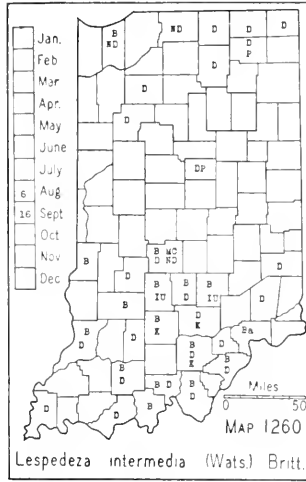 Jan.
Feb
Mar
Apr.
May
June
July
6 Aug
16 Sept
Oct
Nov
Dec
B
ND
ND
D
D
D
D
P
D
D
D
DP
B MC
D ND
B
D
D
B
IU
B
D
B
IU
D
B
B
K
D
K
B
D
D
Ba
B
D
K
D
B
D
B
D
B D
B
D
D
D
B
Miles
0 50
MAP 1260
Lespedeza intermedia (Wats.) Britt.